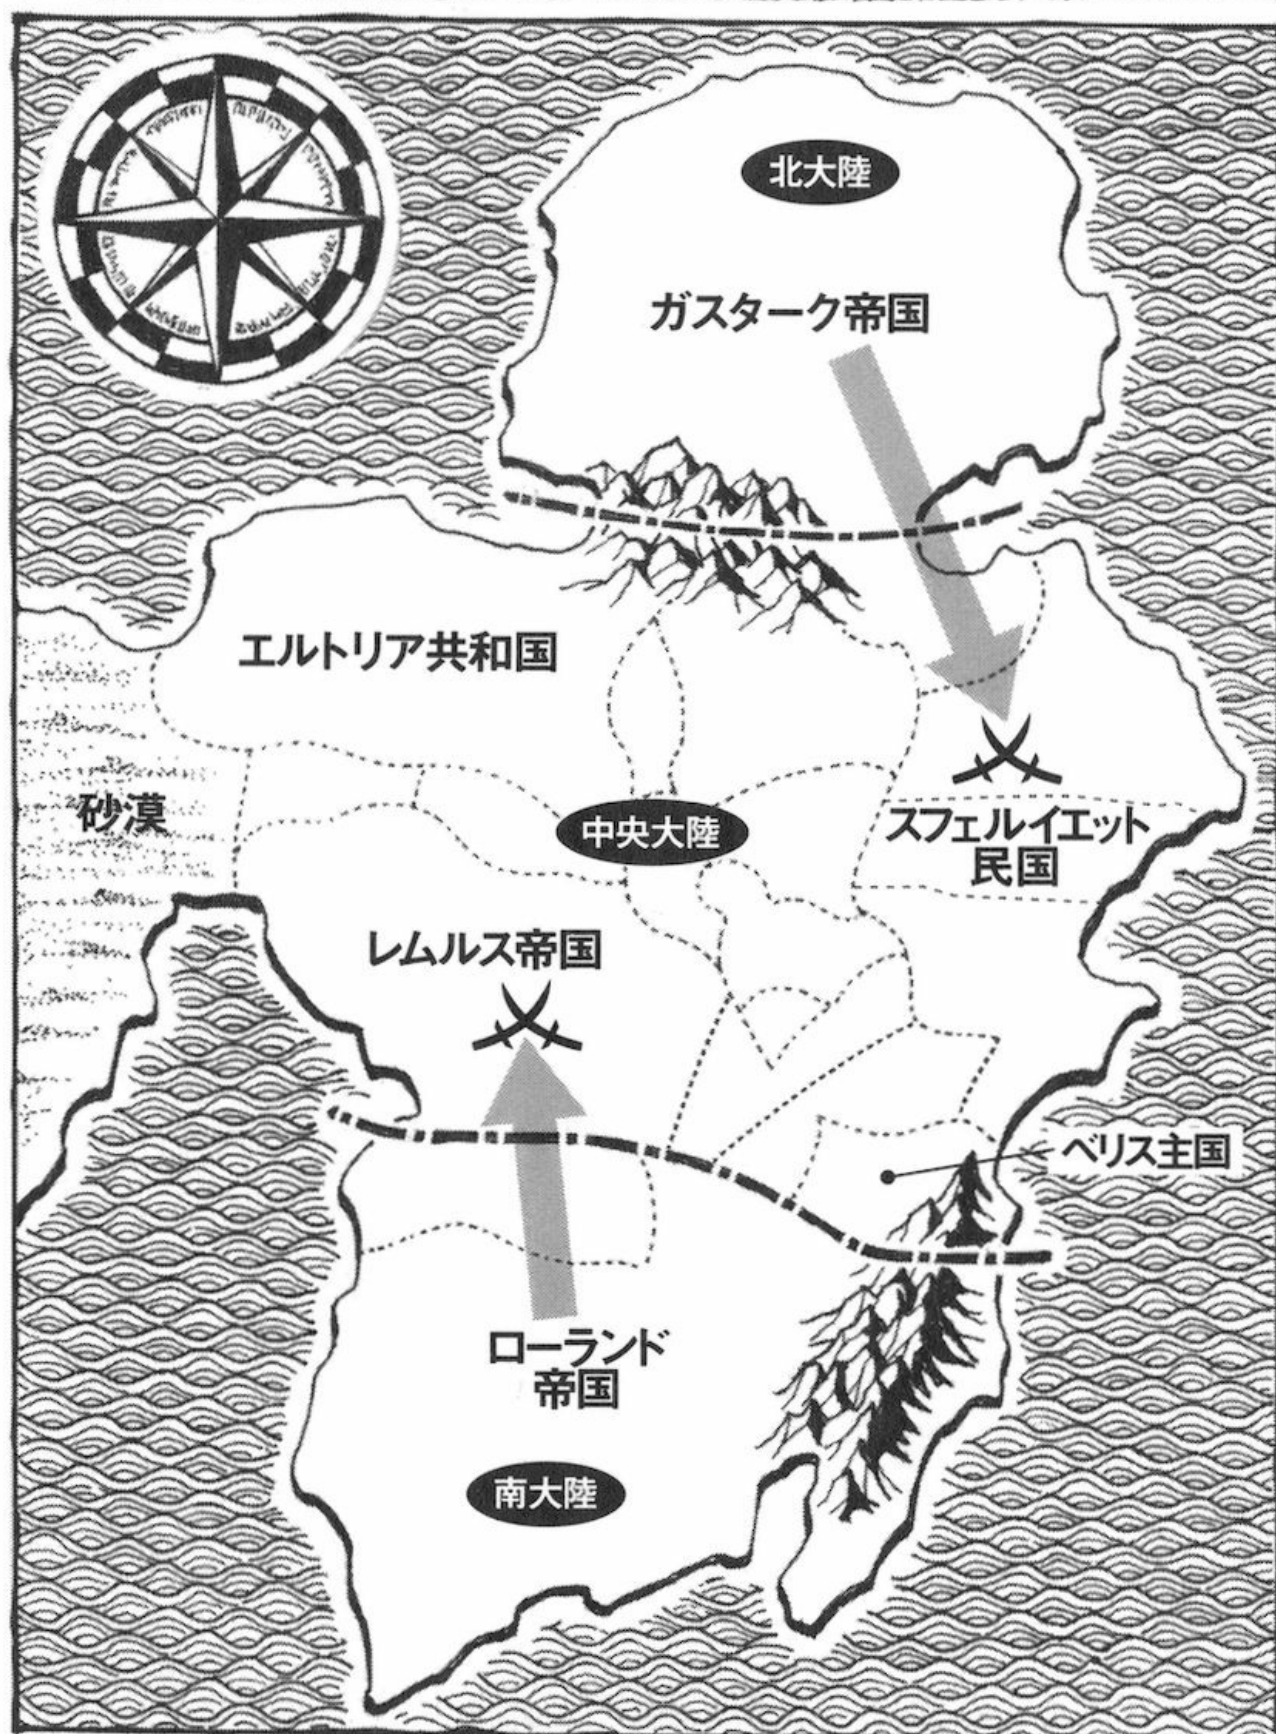 北大陸
ガスターク帝国
エルトリア共和国
砂漠
中央大陸
スフェルイエット
民国
レムルス帝国
ベリス主国
ローランド
帝国
南大陸